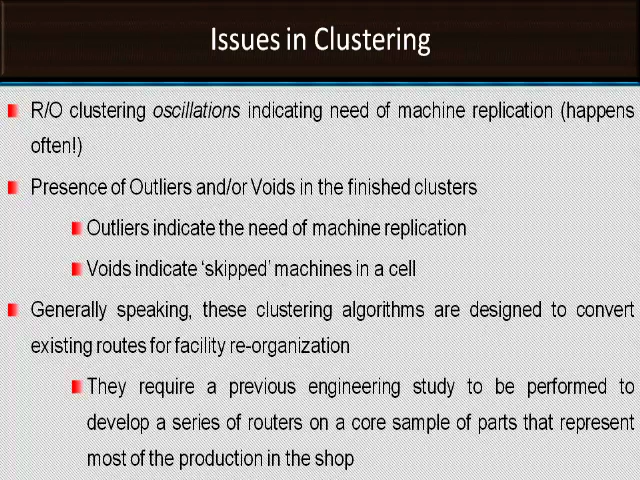 Issues in Clustering
R/O clustering oscillations indicating need of machine replication (happens
often!)
Presence of Outliers and/or Voids in the finished clusters
Outliers indicate the need of machine replication
Voids indicate ‘skipped’ machines in a cell
Generally speaking, these clustering algorithms are designed to convert
existing routes for facility re-organization
They require a previous engineering study to be performed to
develop a series of routers on a core sample of parts that represent
most of the production in the shop